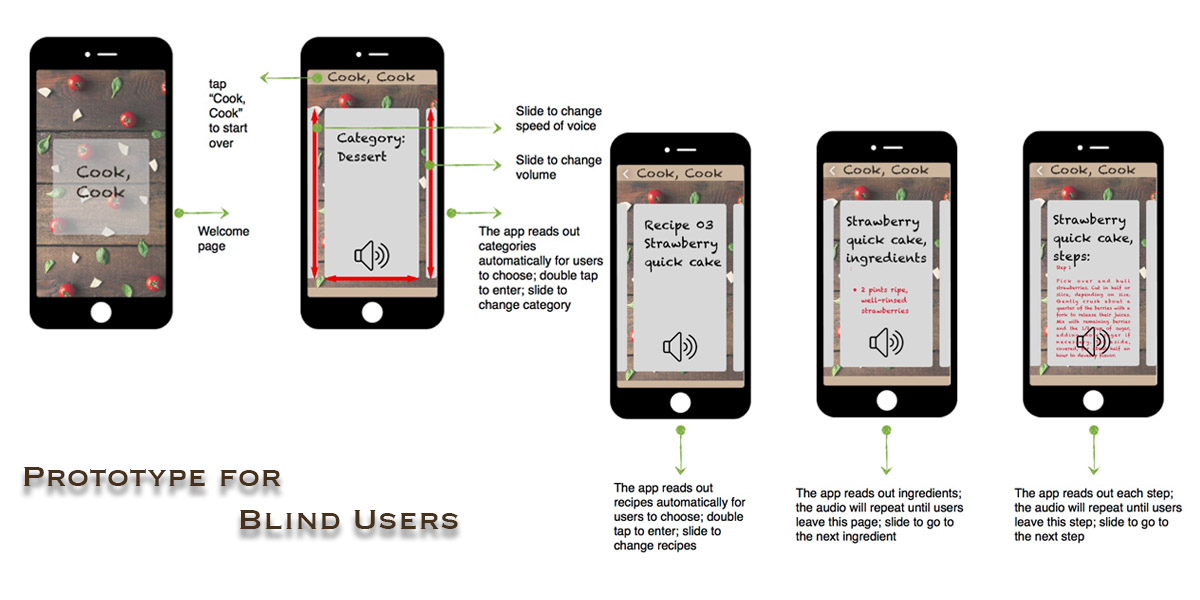 Cook,
Cook
Welcome
page
tap
“Cook,
Cook”
to start
over
Cook, Cook
Category:
Dessert
Slide to change
speed of voice
Slide to change
volume
The app reads out
categories
automatically for users
to choose; double tap
to enter; slide to
change category
Cook, Cook
Recipe 03
Strawberry
quick cake
The app reads out
recipes automatically for
users to choose; double
tap to enter; slide to
change recipes
Cook, Cook
Strawberry
quick cake,
ingredients
• 2 pints ripe,
well-rinsed
strawberries
The app reads out ingredients;
the audio will repeat until users
leave this page; slide to go to
the next ingredient
Cook, Cook
Strawberry
quick cake,
steps:
Step 1
Pick over and hull
strawberries. Cut in half or
slice, depending on size.
Gently crush about a
quarter of the berries with a
fork to release their juices.
Mix with remaining berries
and the of sugar,
if
covered, half an
hour to develop flavor.
The app reads out each step;
the audio will repeat until users
leave this step; slide to go to
the next step
Prototype for
Blind Users